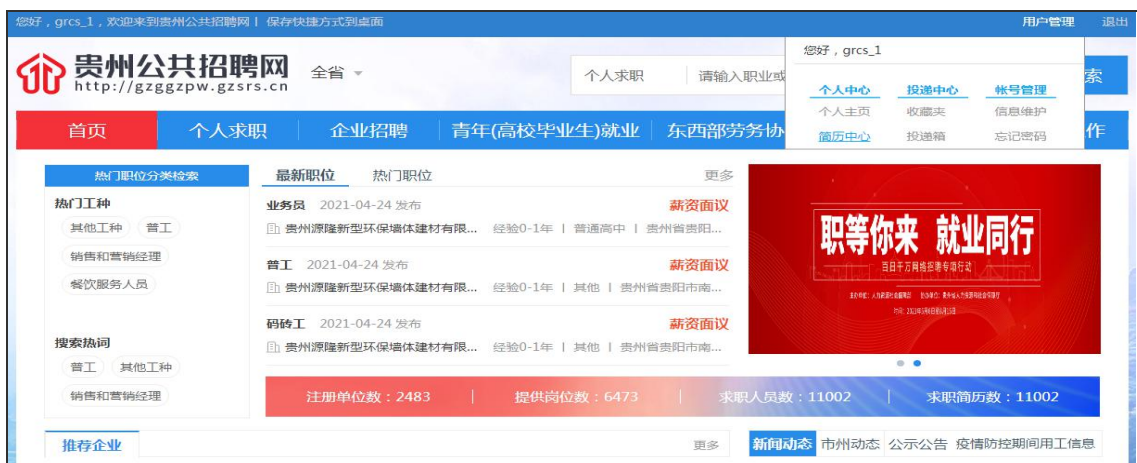 您好，grcs_1，欢迎来到贵州公共招聘网 | 保存快捷方式到桌面
用户管理 退出
贵州公共招聘网
http://gzggzpw.gzsrs.cn
全省
个人求职 请输入职业或
索
您好，grcs_1
个人中心 投递中心 帐号管理
个人主页 收藏夹 信息维护
简历中心 投递箱 忘记密码
首页 个人求职 企业招聘 青年(高校毕业生)就业 东西部劳务协 作
热门职位分类检索
热门工种
其他工种 普工
销售和营销经理
餐饮服务人员
搜索热词
普工 其他工种
销售和营销经理
最新职位 热门职位 更多
业务员 2021-04-24 发布 薪资面议
贵州源隆新型环保墙体建材有限... 经验0-1年 | 普通高中 | 贵州省贵阳...
普工 2021-04-24 发布 薪资面议
贵州源隆新型环保墙体建材有限... 经验0-1年 | 其他 | 贵州省贵阳市南...
码砖工 2021-04-24 发布 薪资面议
贵州源隆新型环保墙体建材有限... 经验0-1年 | 其他 | 贵州省贵阳市南...
职等你来 就业同行
百日千万网络招聘专项行动
注册单位数：2483 | 提供岗位数：6473 | 求职人员数：11002 | 求职简历数：11002
推荐企业 更多
新闻动态 市州动态 公示公告 疫情防控期间用工信息